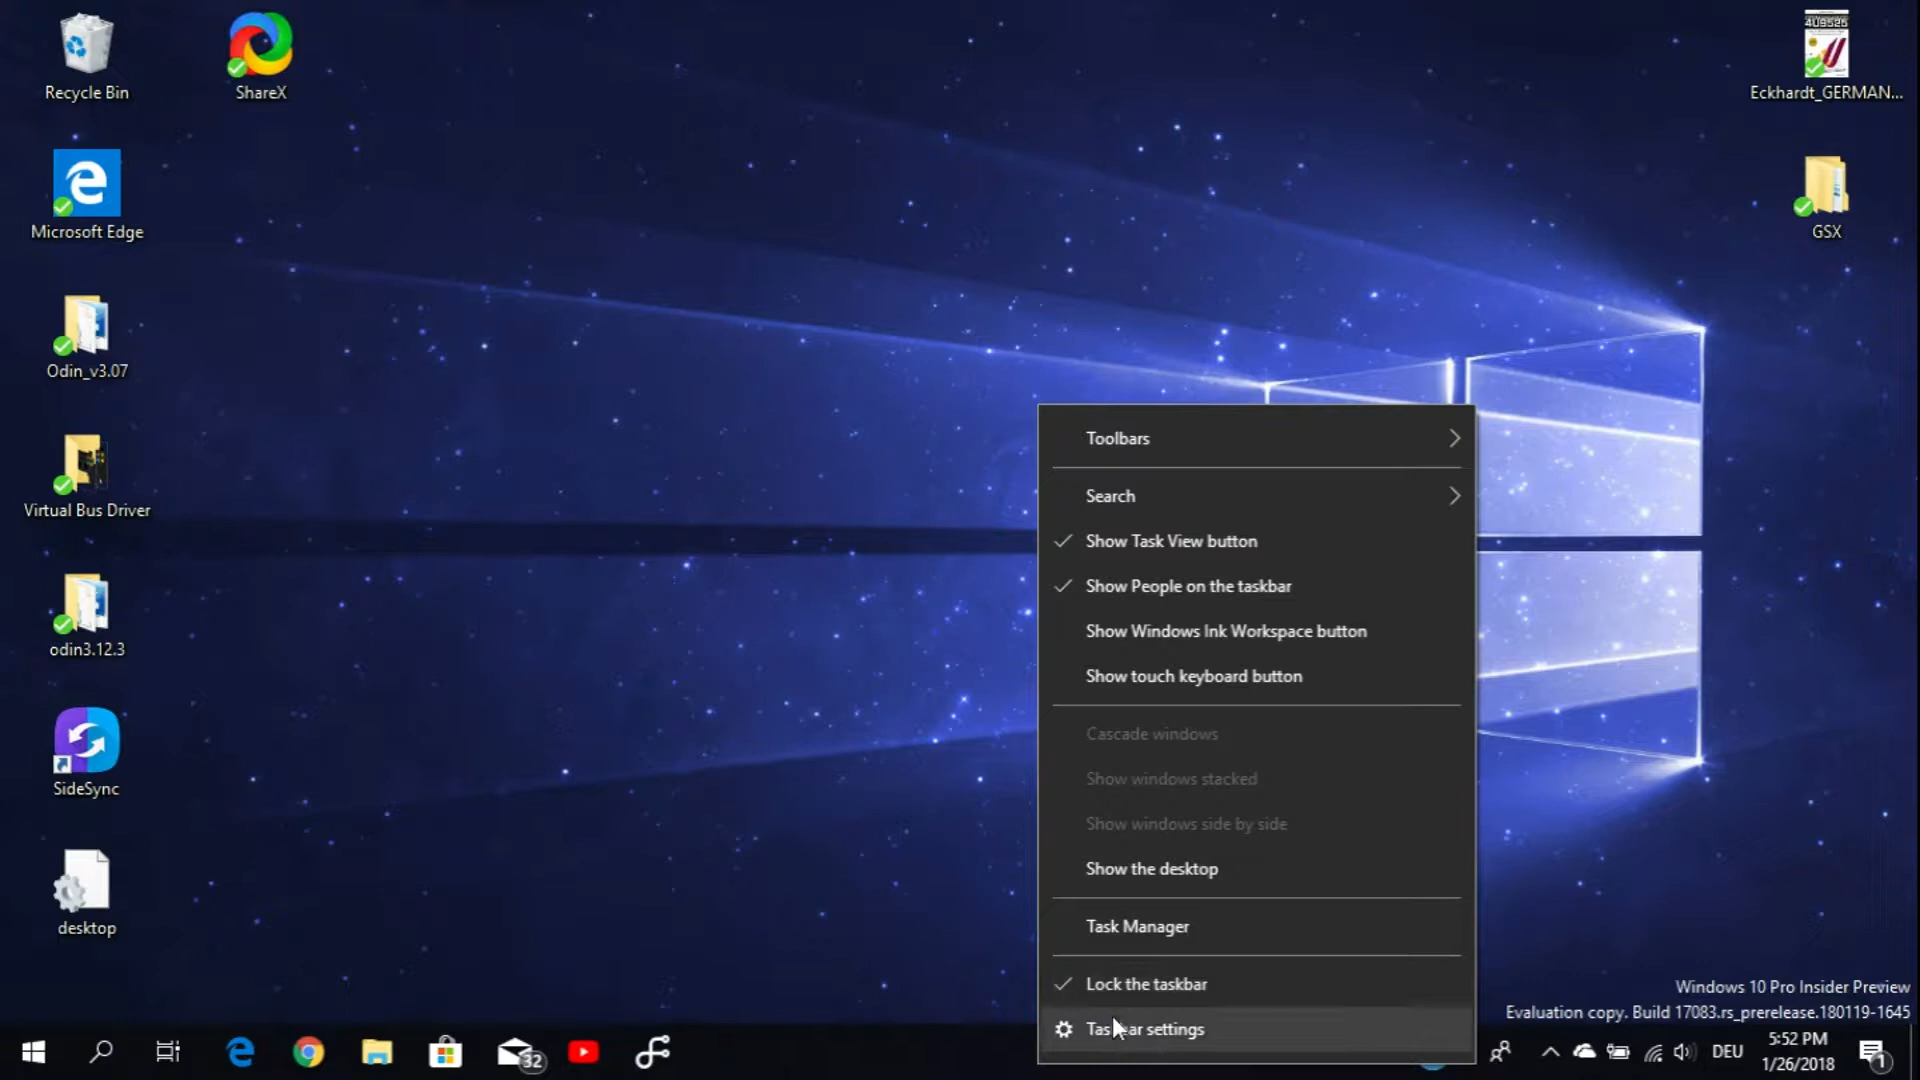 Recycle Bin
ShareX
4U9525
Eckhardt_GERMAN...
Microsoft Edge
GSX
Odin_v3.07
Virtual Bus Driver
odin3.12.3
SideSync
desktop
Toolbars
Search
Show Task View button
Show People on the taskbar
Show Windows Ink Workspace button
Show touch keyboard button
Cascade windows
Show windows stacked
Show windows side by side
Show the desktop
Task Manager
Lock the taskbar
Taskbar settings
Windows 10 Pro Insider Preview
Evaluation copy. Build 17083.rs_prerelease.180119-1645
32
DEU
5:52 PM
1/26/2018
1